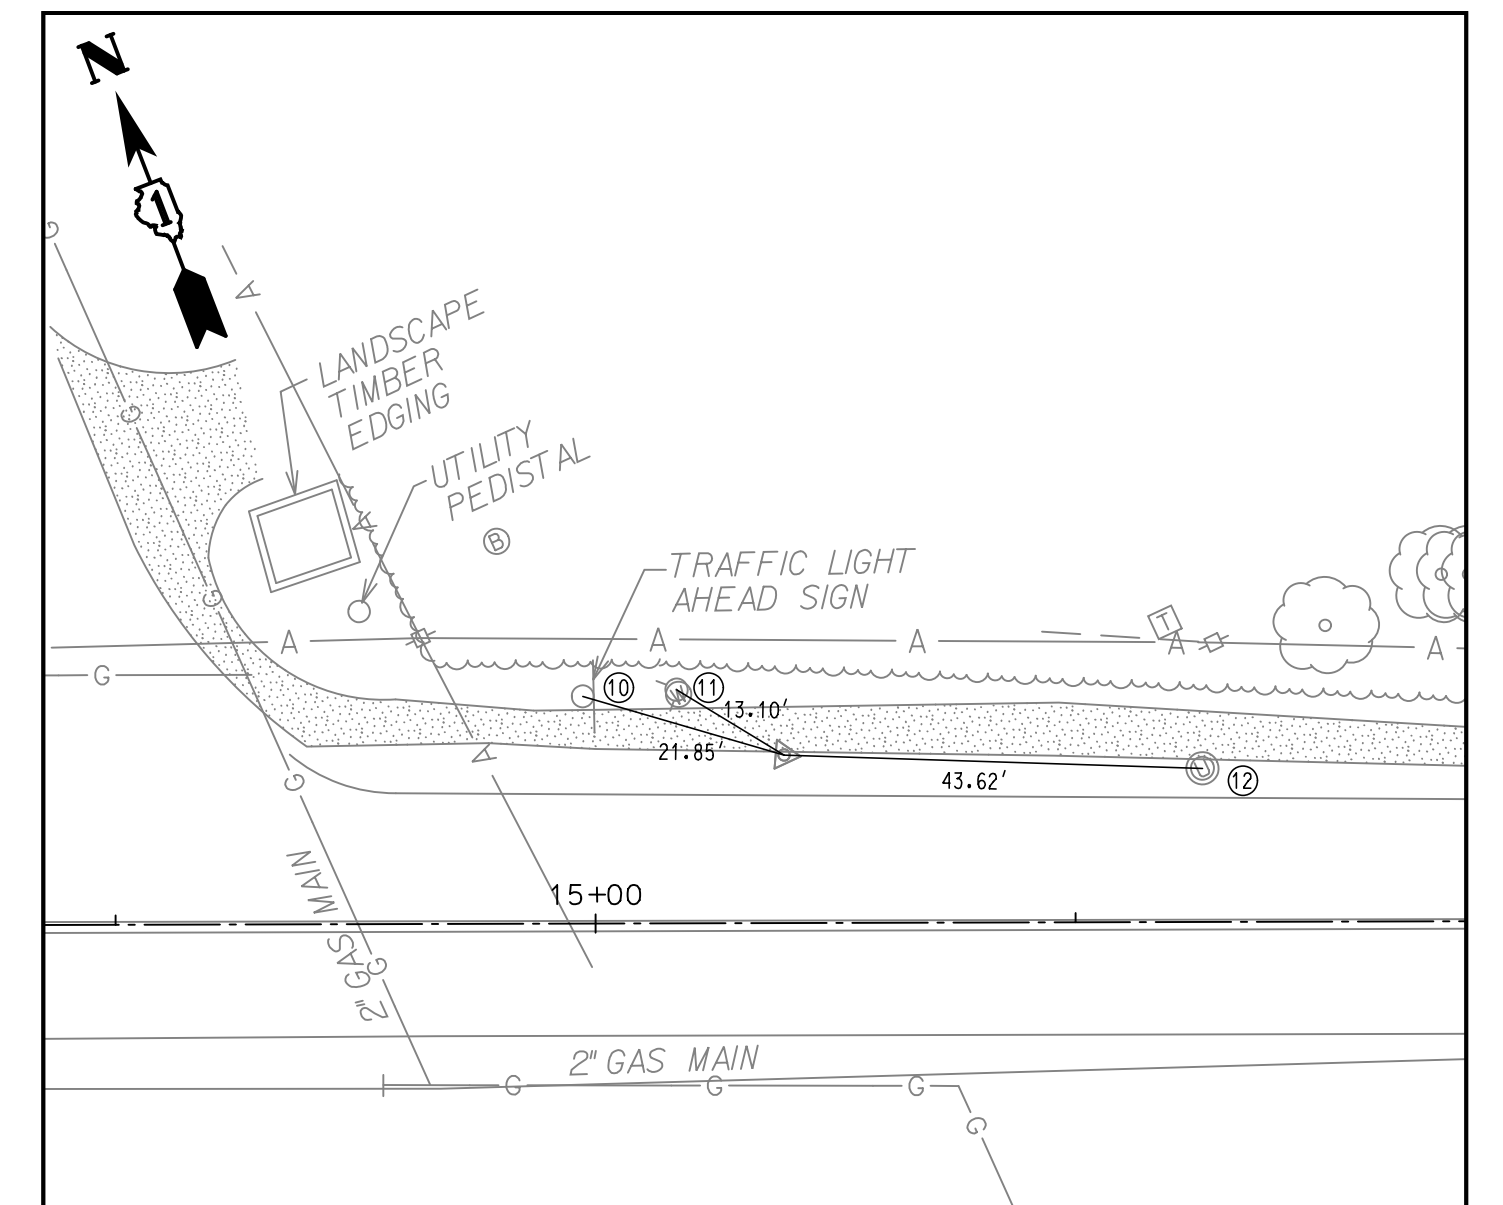 N
1
G
A
LANDSCAPE
TIMBER
EDGING
G
UTILITY
PEDISTAL
A
B
TRAFFIC LIGHT
AHEAD SIGN
G
T
A
A
A
A
A
G
10
W
11
13.10'
21.85'
43.62'
U
12
A
G
2" GAS MAIN
15+00
G
2" GAS MAIN
G
G
G
G